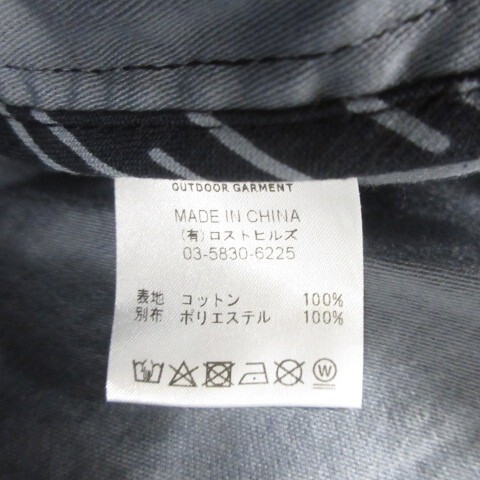 OUTDOOR GARMENT
MADE IN CHINA
(有)ロストヒルズ
03-5830-6225
表地 コットン 100%
別布 ポリエステル 100%
W